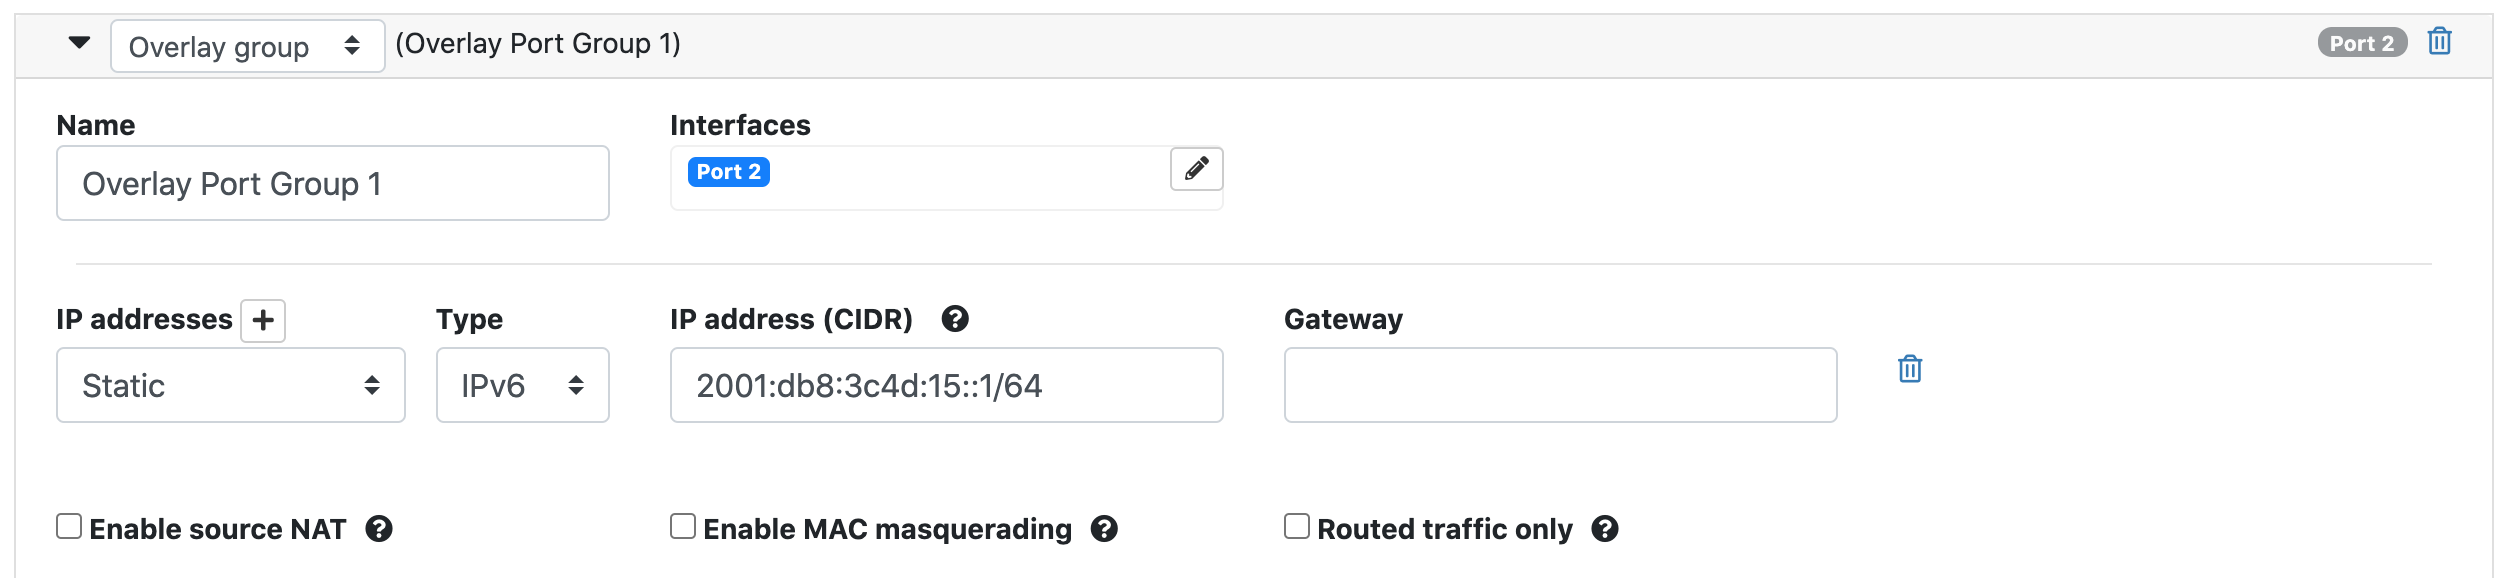 Overlay group (Overlay Port Group 1) Port 2
Name Interfaces
Overlay Port Group 1 Port 2
IP addresses Type IP address (CIDR) Gateway
Static IPv6 2001:db8:3c4d:15::1/64
Enable source NAT Enable MAC masquerading Routed traffic only